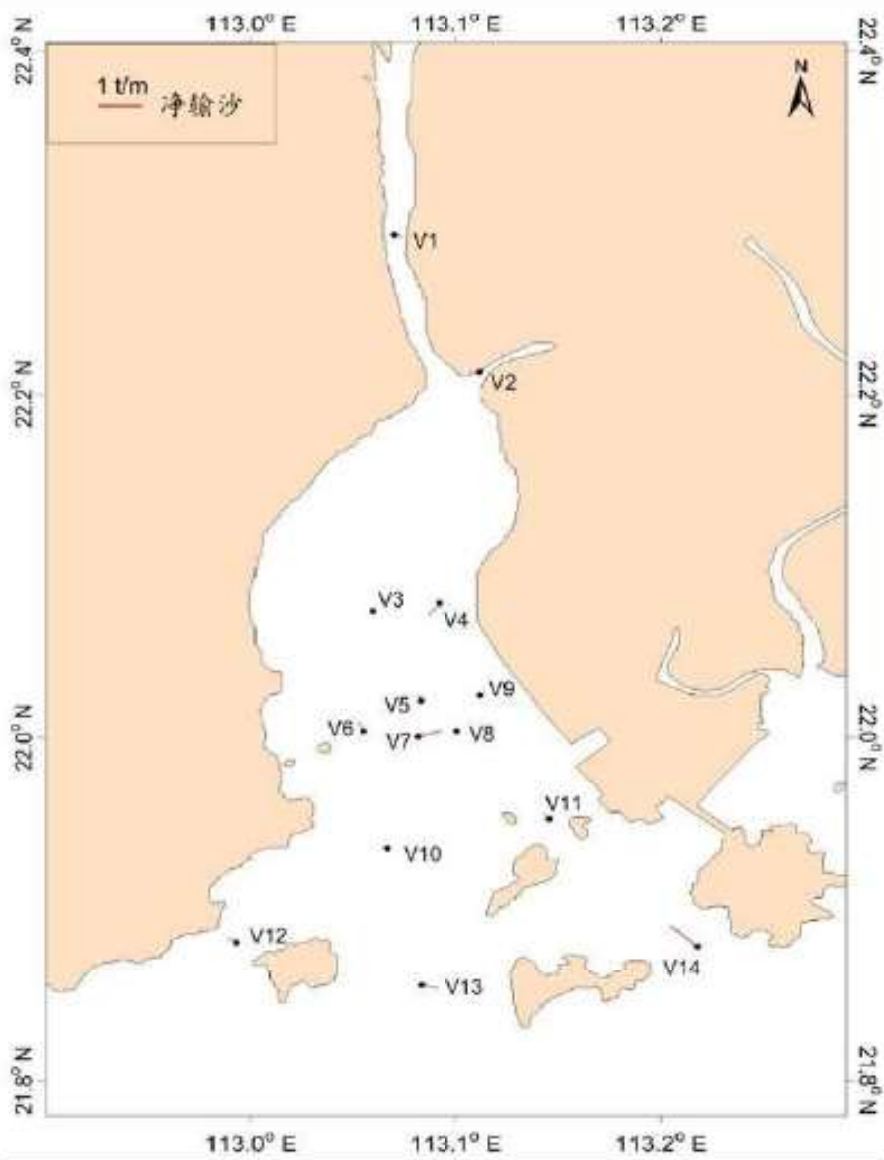 113.0° E 113.1° E 113.2° E
22.4° N 22.4° N
1 t/m
净输沙
N
V1
V2
22.2° N 22.2° N
V3
V4
V9
V5
V6
V7 V8
22.0° N 22.0° N
V11
V10
V12
V14
V13
21.8° N 21.8° N
113.0° E 113.1° E 113.2° E